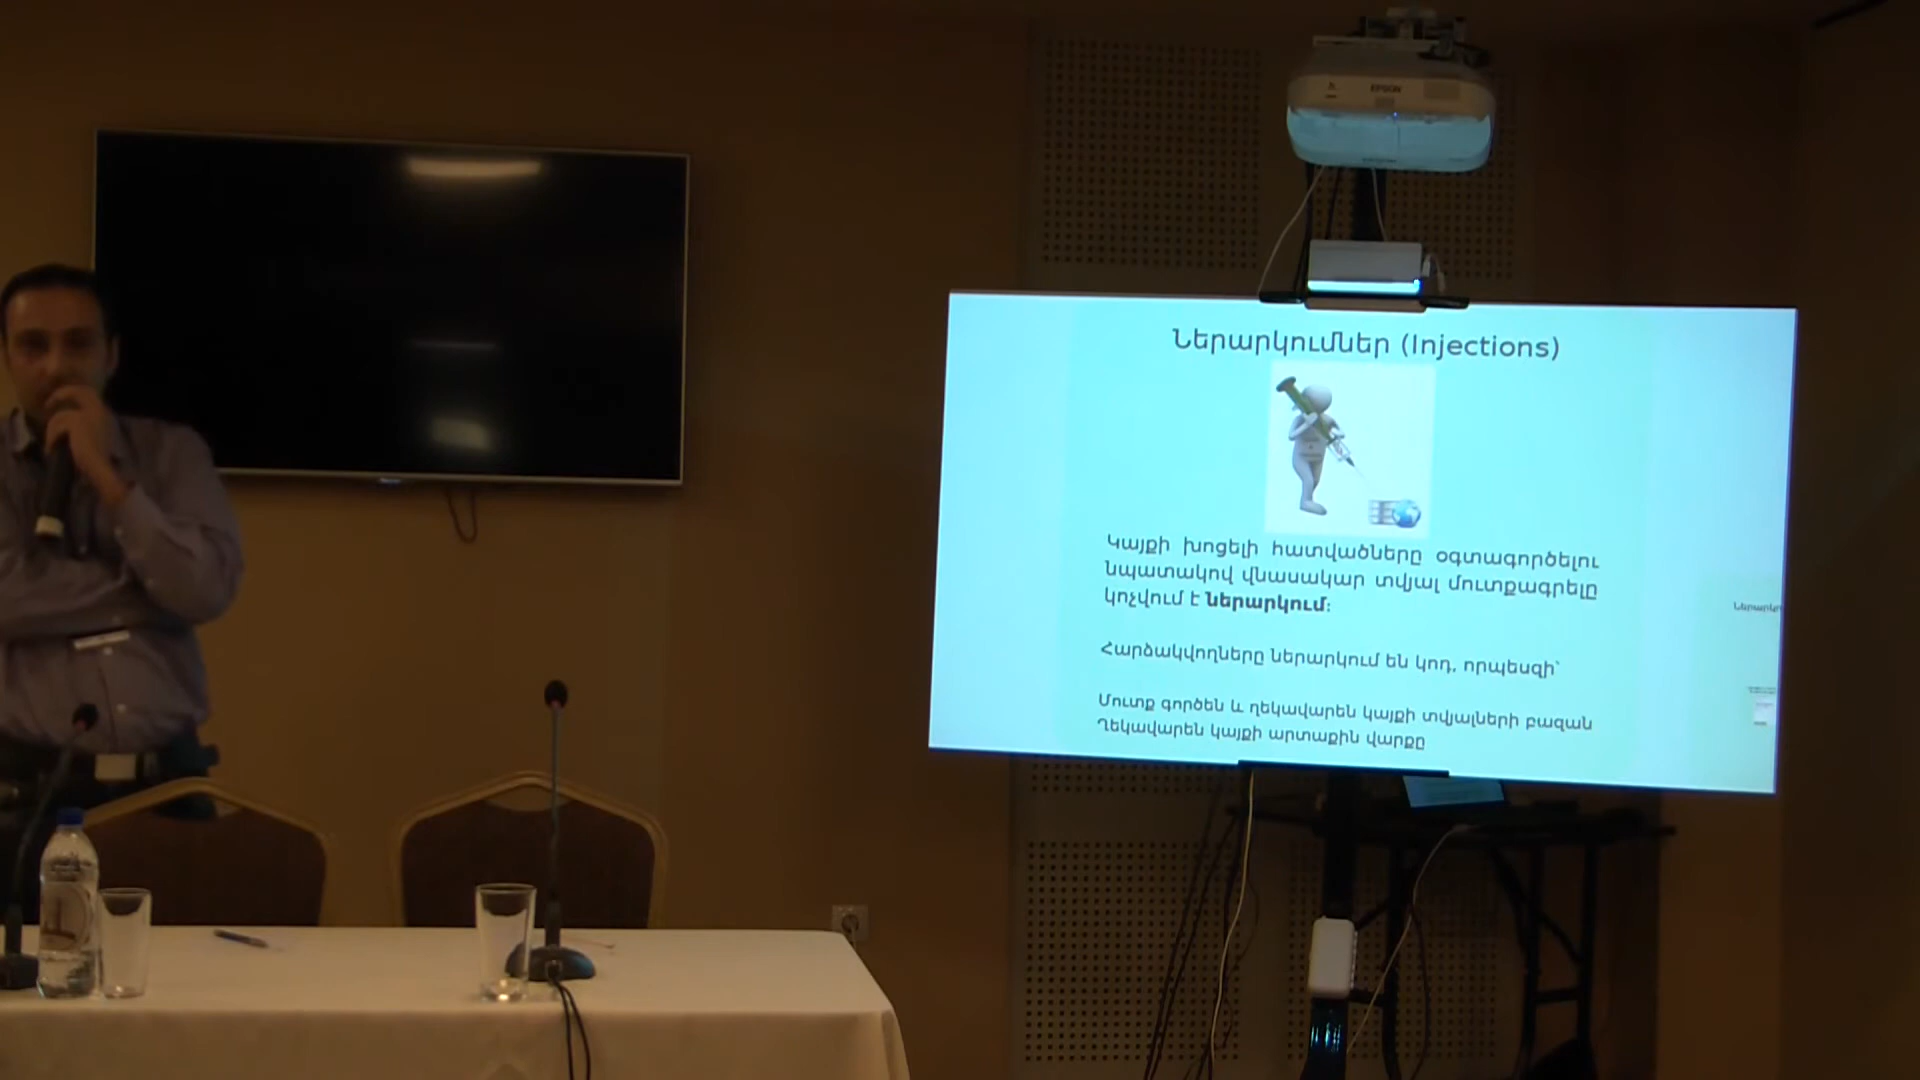 EPSON
Ներարկումներ (Injections)
Կայքի խոցելի հատվածները օգտագործելու
նպատակով վնասակար տվյալ մուտքագրելը
կոչվում է ներարկում։
Հարձակվողները ներարկում են կոդ, որպեսզի՝
Մուտք գործեն և ղեկավարեն կայքի տվյալների բազան
Ղեկավարեն կայքի արտաքին վարքը